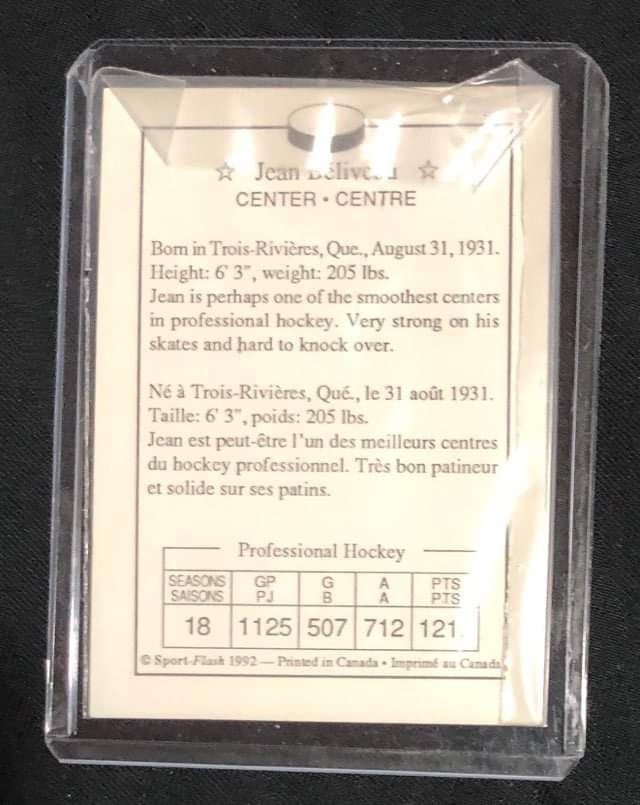 ☆ Jean Béliveau ☆
CENTER • CENTRE
Born in Trois-Rivières, Que., August 31, 1931.
Height: 6' 3", weight: 205 lbs.
Jean is perhaps one of the smoothest centers
in professional hockey. Very strong on his
skates and hard to knock over.
Né à Trois-Rivières, Qué., le 31 août 1931.
Taille: 6' 3", poids: 205 lbs.
Jean est peut-être l'un des meilleurs centres
du hockey professionnel. Très bon patineur
et solide sur ses patins.
Professional Hockey
SEASONS GP G A PTS
SAISONS PJ B A PTS
18 1125 507 712 121
© Sport-Flash 1992 — Printed in Canada • Imprimé au Canada